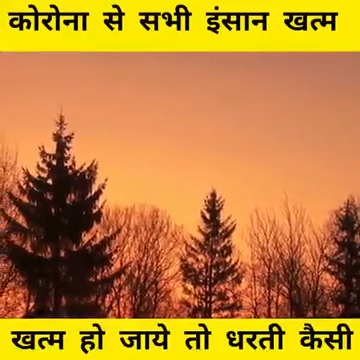 कोरोना से सभी इंसान खत्म
खत्म हो जाये तो धरती कैसी